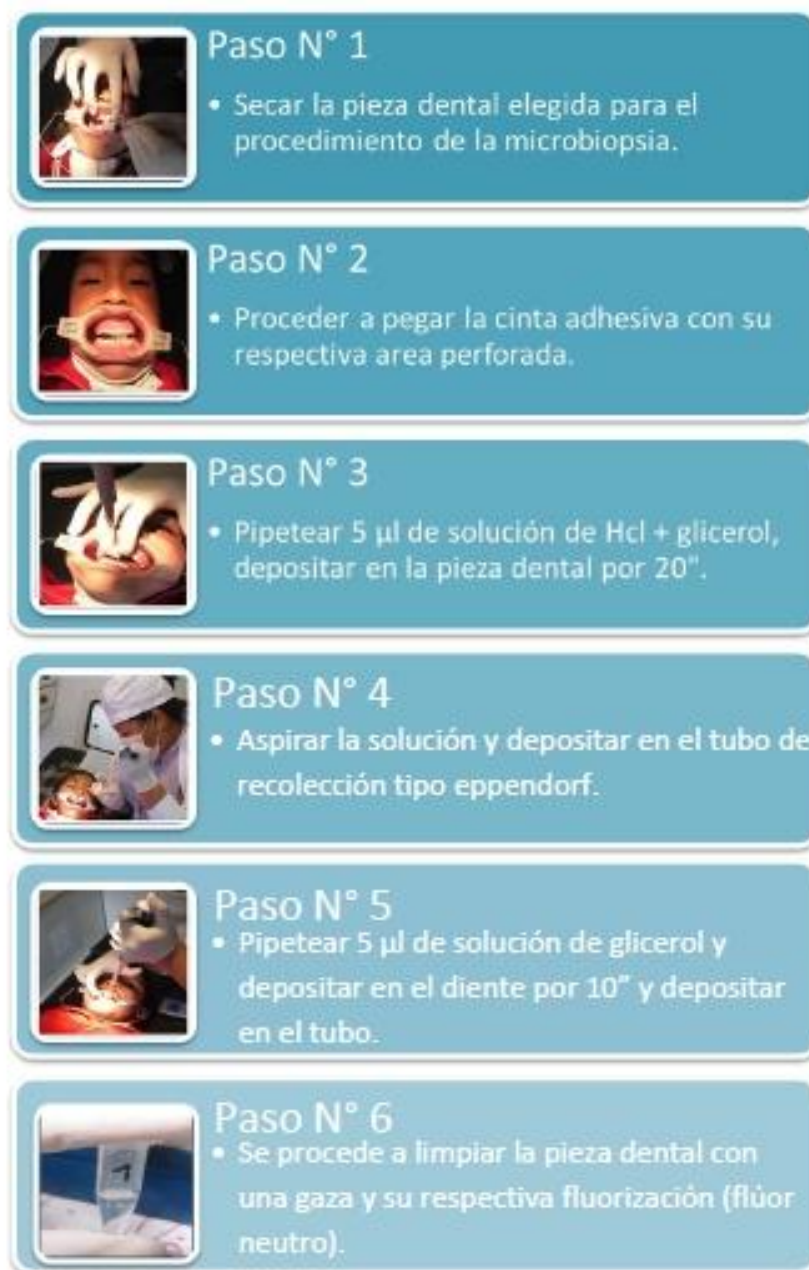 Paso N° 1
• Secar la pieza dental elegida para el
procedimiento de la microbiopsia.
Paso N° 2
• Proceder a pegar la cinta adhesiva con su
respectiva area perforada.
Paso N° 3
• Pipetear 5 µl de solución de Hcl + glicerol,
depositar en la pieza dental por 20".
Paso N° 4
• Aspirar la solución y depositar en el tubo de
recolección tipo eppendorf.
Paso N° 5
• Pipetear 5 µl de solución de glicerol y
depositar en el diente por 10” y depositar
en el tubo.
Paso N° 6
• Se procede a limpiar la pieza dental con
una gaza y su respectiva fluorización (flúor
neutro).